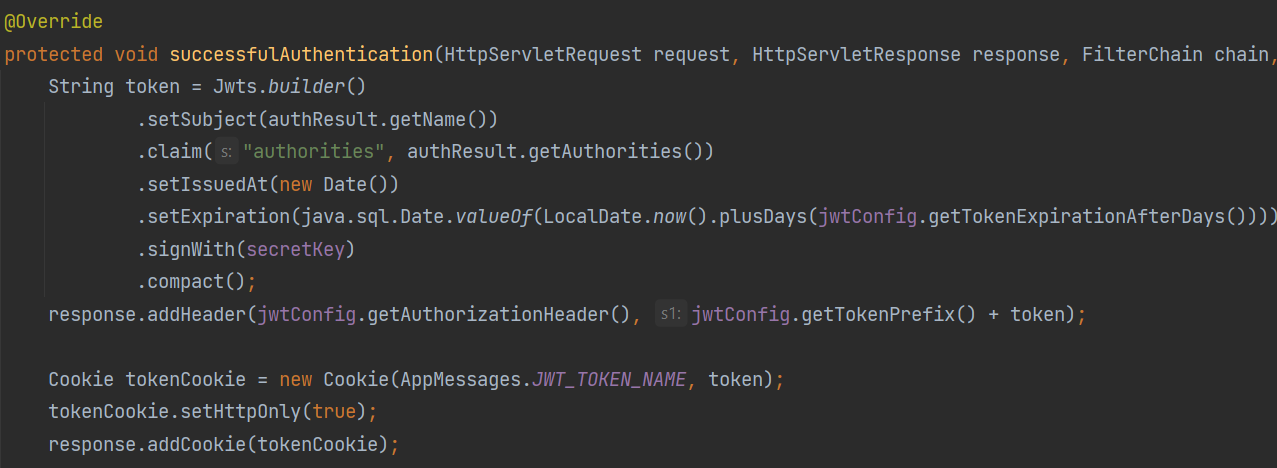 @Override
protected void successfulAuthentication(HttpServletRequest request, HttpServletResponse response, FilterChain chain,
String token = Jwts.builder()
.setSubject(authResult.getName())
.claim( s: "authorities", authResult.getAuthorities())
.setIssuedAt(new Date())
.setExpiration(java.sql.Date.valueOf(LocalDate.now().plusDays(jwtConfig.getTokenExpirationAfterDays())))
.signWith(secretKey)
.compact();
response.addHeader(jwtConfig.getAuthorizationHeader(), s1: jwtConfig.getTokenPrefix() + token);
Cookie tokenCookie = new Cookie(AppMessages.JWT_TOKEN_NAME, token);
tokenCookie.setHttpOnly(true);
response.addCookie(tokenCookie);